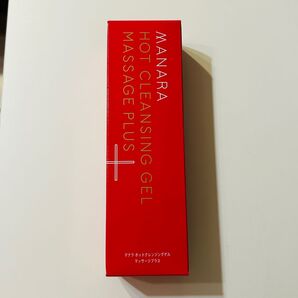 MANARA
HOT CLEANSING GEL
MASSAGE PLUS
マナラ ホットクレンジングゲル
マッサージプラス